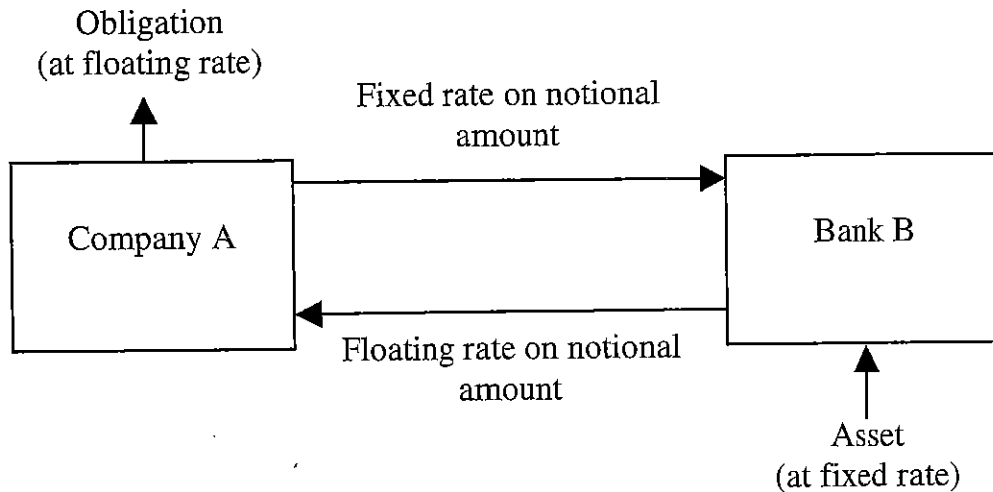 Obligation
(at floating rate)
Fixed rate on notional
amount
Company A
Bank B
Floating rate on notional
amount
Asset
(at fixed rate)